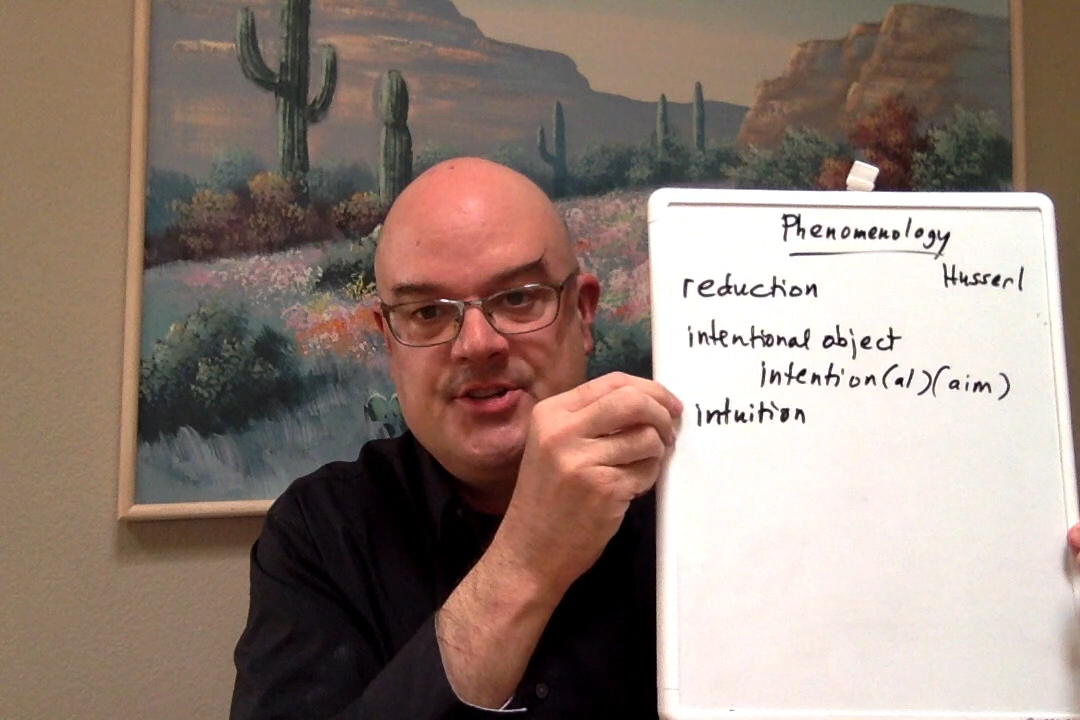 Phenomenology
Husserl
reduction
intentional object
intention(al)(aim)
intuition